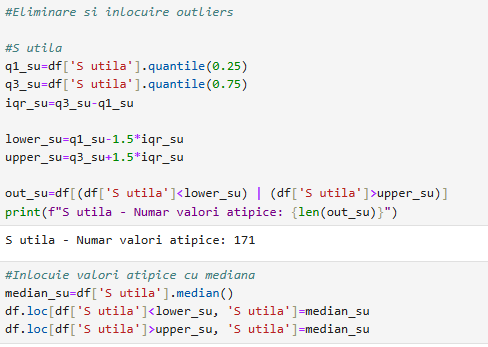 #Eliminare si inlocuire outliers
#S utila
q1_su=df['S utila'].quantile(0.25)
q3_su=df['S utila'].quantile(0.75)
iqr_su=q3_su-q1_su
lower_su=q1_su-1.5*iqr_su
upper_su=q3_su+1.5*iqr_su
out_su=df[(df['S utila']<lower_su) | (df['S utila']>upper_su)]
print(f"S utila - Numar valori atipice: {len(out_su)}")
S utila - Numar valori atipice: 171
#Inlocuie valori atipice cu mediana
median_su=df['S utila'].median()
df.loc[df['S utila']<lower_su, 'S utila']=median_su
df.loc[df['S utila']>upper_su, 'S utila']=median_su